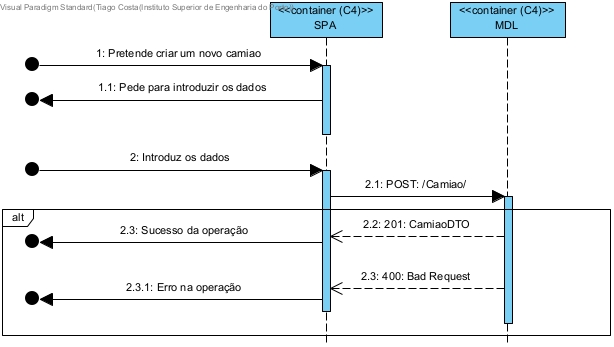 Visual Paradigm Standard(Tiago Costa(Instituto Superior de Engenharia do Porto))
<<container (C4)>>
SPA
<<container (C4)>>
MDL
1: Pretende criar um novo camiao
1.1: Pede para introduzir os dados
2: Introduz os dados
2.1: POST: /Camiao/
alt
2.2: 201: CamiaoDTO
2.3: Sucesso da operação
2.3: 400: Bad Request
2.3.1: Erro na operação